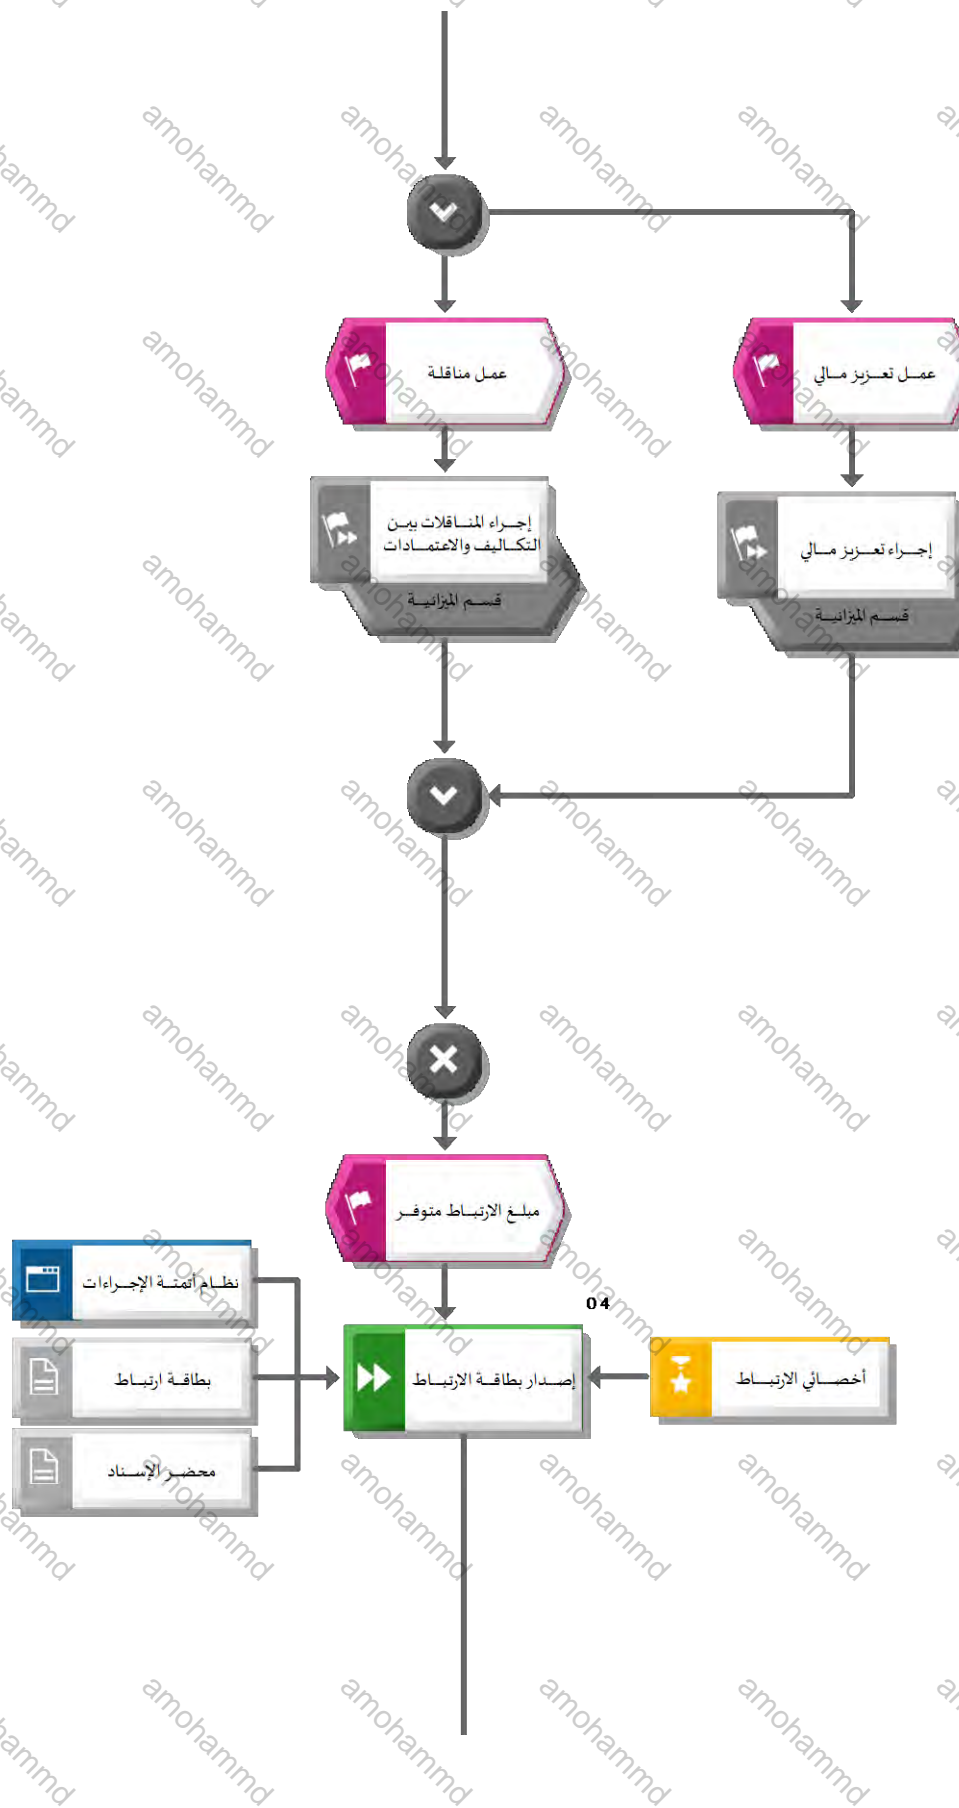 عمل تعزيز مالي
عمل مناقلة
إجراء المناقلات بين
التكاليف والاعتمادات
قسم الميزانية
إجراء تعزيز مالي
قسم الميزانية
مبلغ الارتباط متوفر
04
أخصائي الارتباط
إصدار بطاقة الارتباط
نظام أتمتة الإجراءات
بطاقة ارتباط
محضر الإسناد
amohammd